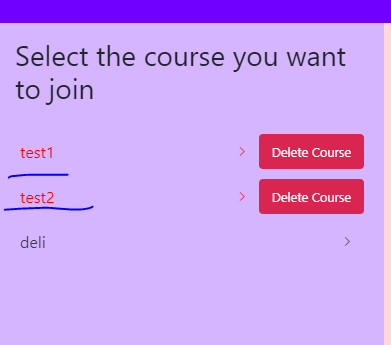 Select the course you want
to join
test1
Delete Course
test2
Delete Course
deli